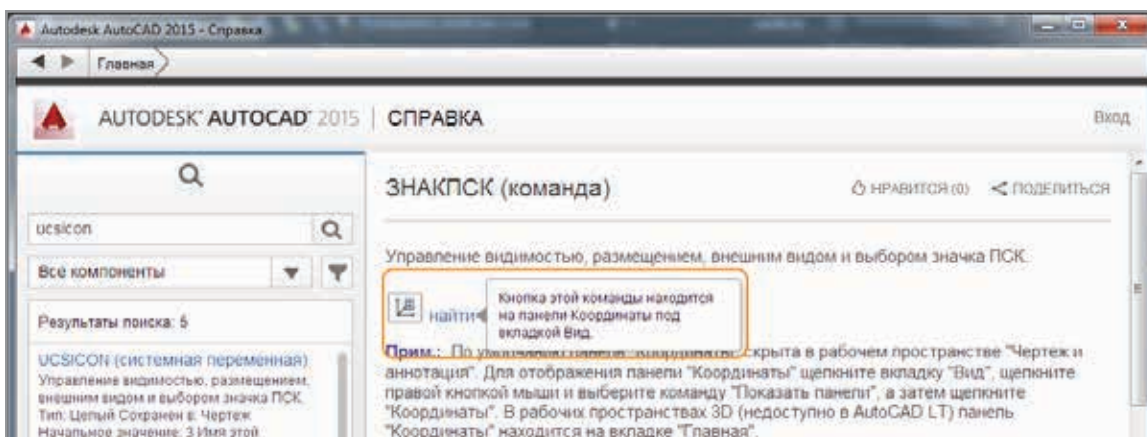 Autodesk AutoCAD 2015 - Справка
Главная
AUTODESK® AUTOCAD® 2015 СПРАВКА
Вход
ucsicon
Все компоненты
Результаты поиска: 5
UCSICON (системная переменная)
Управление видимостью, размещением,
внешним видом и выбором значка ПСК.
Тип: Целый Сохранен в: Чертеж
Начальное значение: 3 Имя этой
ЗНАКПСК (команда)
НРАВИТСЯ (0) ПОДЕЛИТЬСЯ
Управление видимостью, размещением, внешним видом и выбором значка ПСК.
найти
Кнопка этой команды находится
на панели Координаты под
вкладкой Вид.
Прим.: По умолчанию панель "Координаты" скрыта в рабочем пространстве "Чертеж и
аннотация". Для отображения панели "Координаты" щелкните вкладку "Вид", щелкните
правой кнопкой мыши и выберите команду "Показать панели", а затем щелкните
"Координаты". В рабочих пространствах 3D (недоступно в AutoCAD LT) панель
"Координаты" находится на вкладке "Главная".